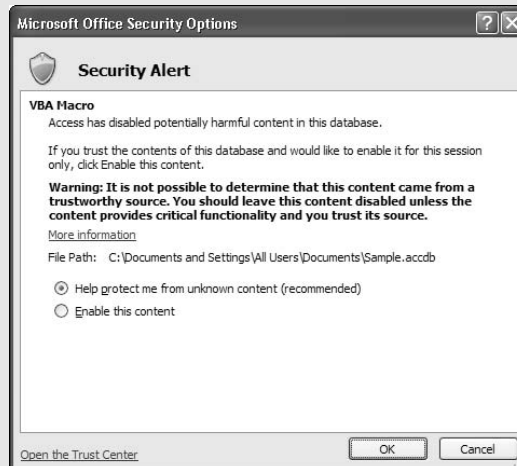 Microsoft Office Security Options
Security Alert
VBA Macro
Access has disabled potentially harmful content in this database.
If you trust the contents of this database and would like to enable it for this session
only, click Enable this content.
Warning: It is not possible to determine that this content came from a
trustworthy source. You should leave this content disabled unless the
content provides critical functionality and you trust its source.
More information
File Path: C:\Documents and Settings\All Users\Documents\Sample.accdb
Help protect me from unknown content (recommended)
Enable this content
Open the Trust Center
OK
Cancel